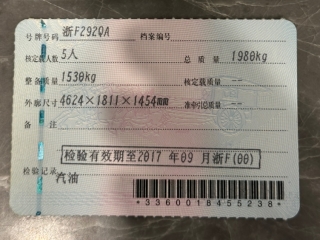 号牌号码 浙F292QA 档案编号
核定载人数 5人 总质量 1980kg
整备质量 1530kg 核定载质量 --
外廓尺寸 4624×1811×1454mm 准牵引总质量 --
备注
检验有效期至2017 年09 月浙F(00)
检验记录
汽油
*3360018455238*